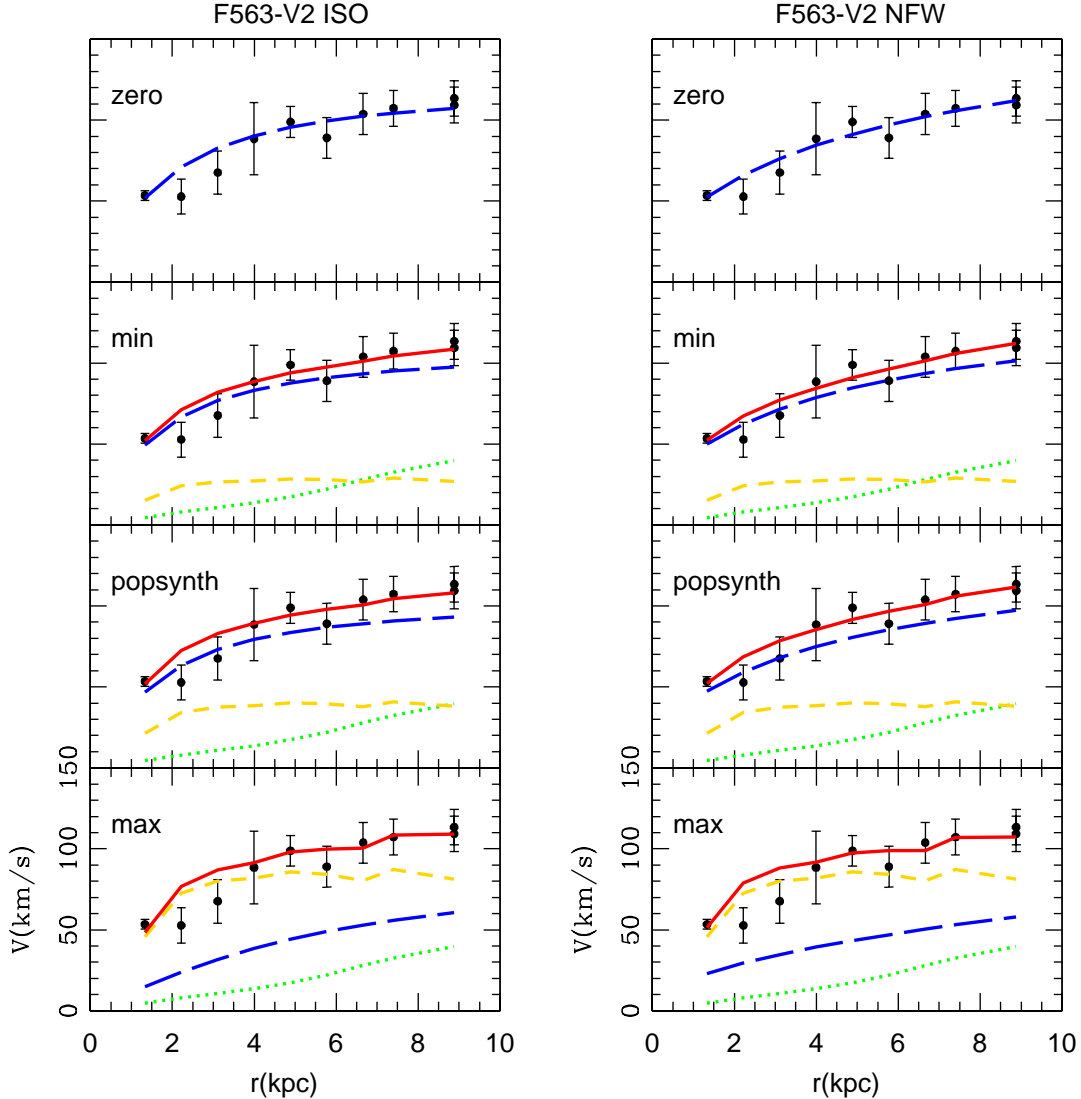 F563-V2 ISO
F563-V2 NFW
zero
zero
min
min
popsynth
popsynth
150
150
max
max
100
100
50
50
0
0
V(km/s)
V(km/s)
0 2 4 6 8 10
0 2 4 6 8 10
r(kpc)
r(kpc)